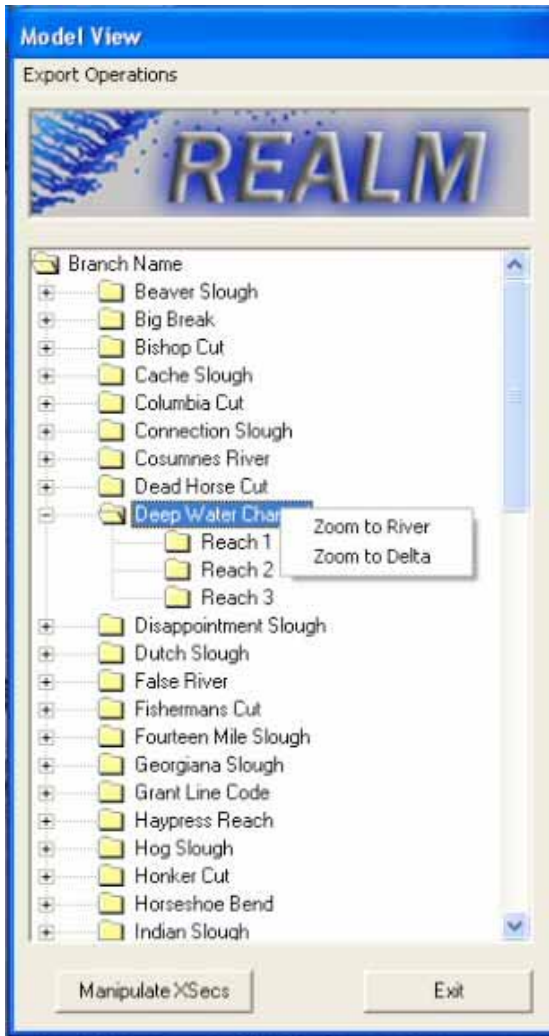 Model View
Export Operations
REALM
Branch Name
Beaver Slough
Big Break
Bishop Cut
Cache Slough
Columbia Cut
Connection Slough
Cosumnes River
Dead Horse Cut
Deep Water Chan
Zoom to River
Zoom to Delta
Reach 1
Reach 2
Reach 3
Disappointment Slough
Dutch Slough
False River
Fishermans Cut
Fourteen Mile Slough
Georgiana Slough
Grant Line Code
Haypress Reach
Hog Slough
Honker Cut
Horseshoe Bend
Indian Slough
Manipulate XSecs Exit